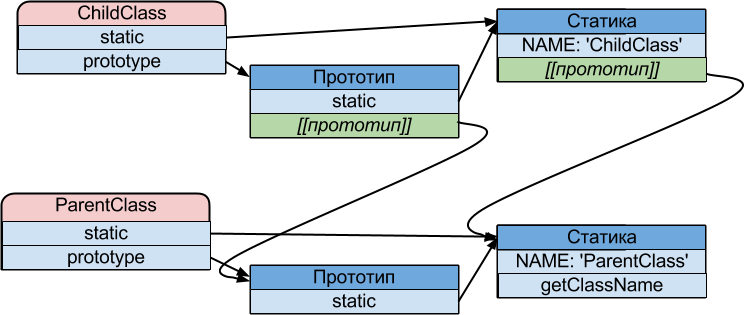 ChildClass
static
prototype
Прототип
static
[[прототип]]
Статика
NAME: 'ChildClass'
[[прототип]]
ParentClass
static
prototype
Прототип
static
Статика
NAME: 'ParentClass'
getClassName